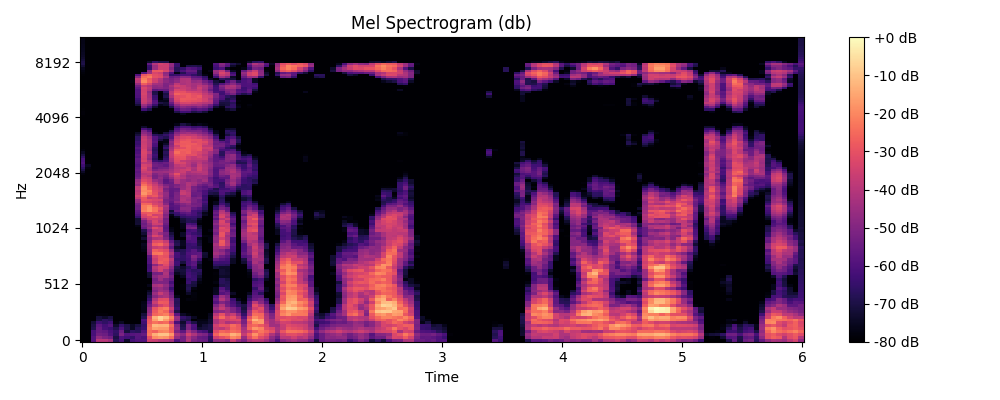 Mel Spectrogram (db)
8192
4096
2048
1024
512
0
Hz
0 1 2 3 4 5 6
Time
+0 dB
-10 dB
-20 dB
-30 dB
-40 dB
-50 dB
-60 dB
-70 dB
-80 dB